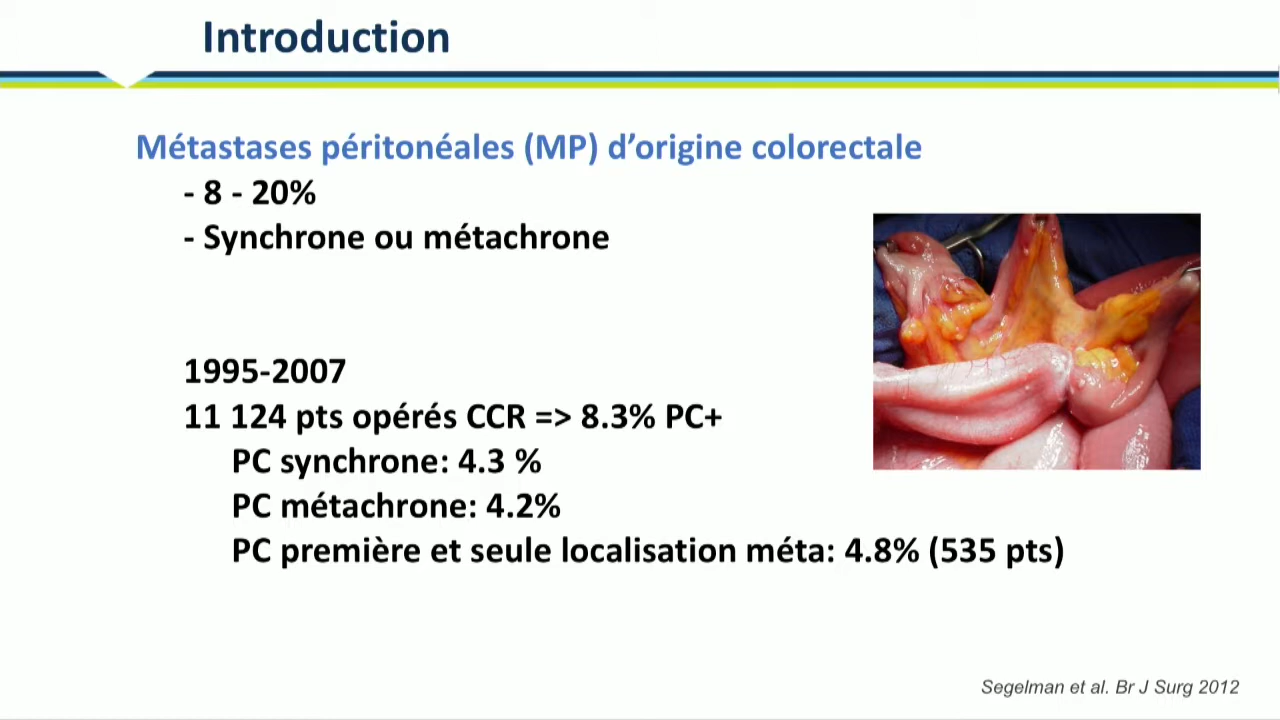 Introduction
Métastases péritonéales (MP) d’origine colorectale
- 8 - 20%
- Synchrone ou métachrone
1995-2007
11 124 pts opérés CCR => 8.3% PC+
PC synchrone: 4.3 %
PC métachrone: 4.2%
PC première et seule localisation méta: 4.8% (535 pts)
Segelman et al. Br J Surg 2012